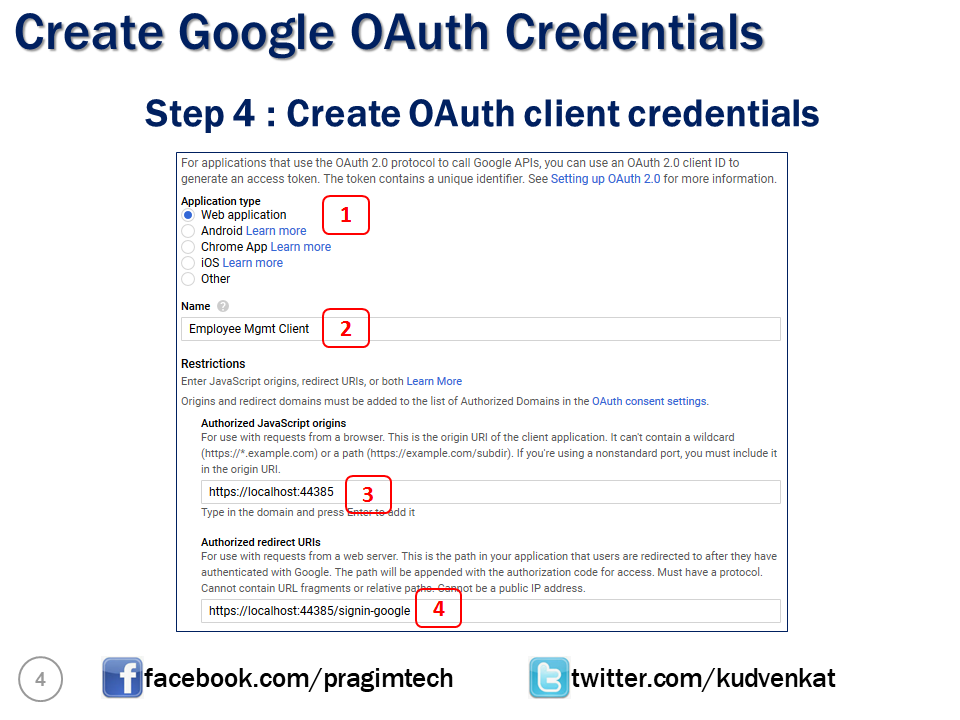 Create Google OAuth Credentials
Step 4 : Create OAuth client credentials
For applications that use the OAuth 2.0 protocol to call Google APIs, you can use an OAuth 2.0 client ID to
generate an access token. The token contains a unique identifier. See Setting up OAuth 2.0 for more information.
Application type
Web application
1
Android Learn more
Chrome App Learn more
iOS Learn more
Other
Name ?
Employee Mgmt Client
2
Restrictions
Enter JavaScript origins, redirect URIs, or both Learn More
Origins and redirect domains must be added to the list of Authorized Domains in the OAuth consent settings.
Authorized JavaScript origins
For use with requests from a browser. This is the origin URI of the client application. It can't contain a wildcard
(https://*.example.com) or a path (https://example.com/subdir). If you're using a nonstandard port, you must include it
in the origin URI.
https://localhost:44385
3
Type in the domain and press Enter to add it
Authorized redirect URIs
For use with requests from a web server. This is the path in your application that users are redirected to after they have
authenticated with Google. The path will be appended with the authorization code for access. Must have a protocol.
Cannot contain URL fragments or relative paths. Cannot be a public IP address.
https://localhost:44385/signin-google
4
4
f facebook.com/pragimtech
t twitter.com/kudvenkat